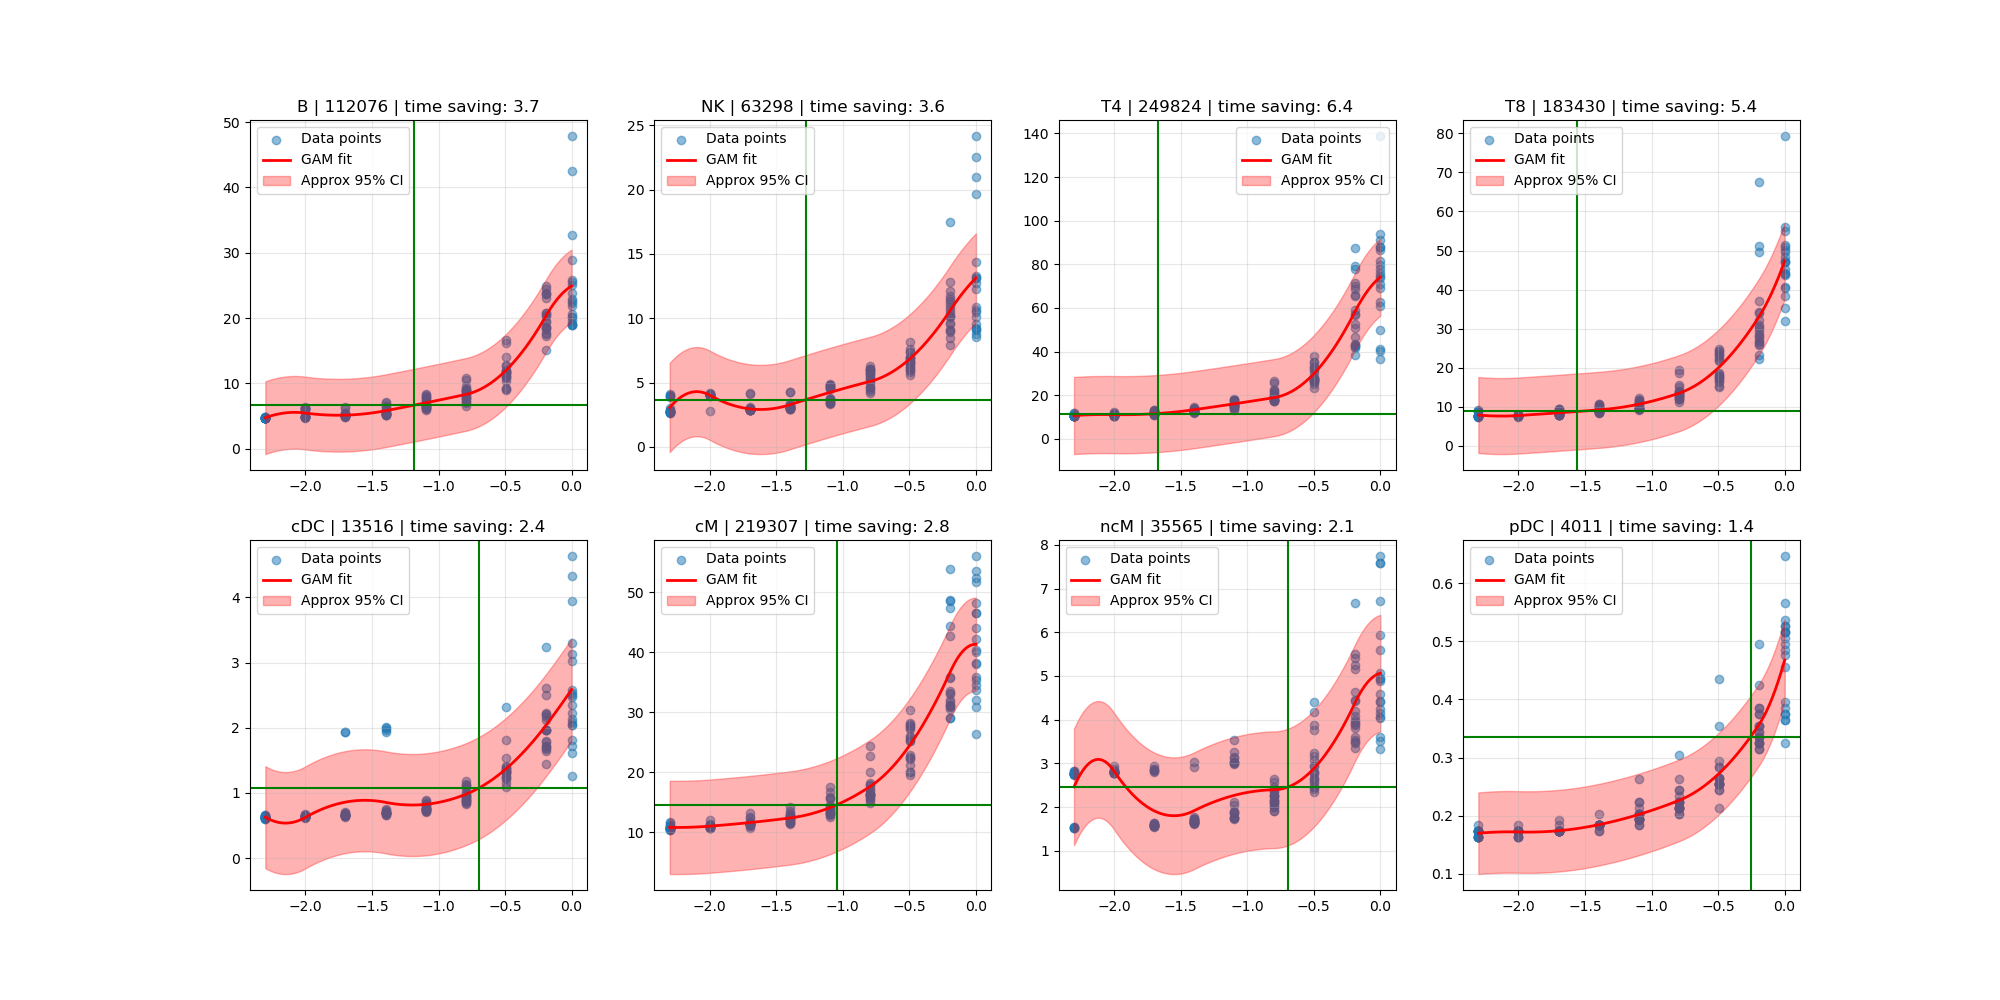 B | 112076 | time saving: 3.7
50
40
30
20
10
0
−2.0 −1.5 −1.0 −0.5 0.0
Data points
GAM fit
Approx 95% CI
NK | 63298 | time saving: 3.6
25
20
15
10
5
0
−2.0 −1.5 −1.0 −0.5 0.0
Data points
GAM fit
Approx 95% CI
T4 | 249824 | time saving: 6.4
140
120
100
80
60
40
20
0
−2.0 −1.5 −1.0 −0.5 0.0
Data points
GAM fit
Approx 95% CI
T8 | 183430 | time saving: 5.4
80
70
60
50
40
30
20
10
0
−2.0 −1.5 −1.0 −0.5 0.0
Data points
GAM fit
Approx 95% CI
cDC | 13516 | time saving: 2.4
4
3
2
1
0
−2.0 −1.5 −1.0 −0.5 0.0
Data points
GAM fit
Approx 95% CI
cM | 219307 | time saving: 2.8
50
40
30
20
10
−2.0 −1.5 −1.0 −0.5 0.0
Data points
GAM fit
Approx 95% CI
ncM | 35565 | time saving: 2.1
8
7
6
5
4
3
2
1
−2.0 −1.5 −1.0 −0.5 0.0
Data points
GAM fit
Approx 95% CI
pDC | 4011 | time saving: 1.4
0.6
0.5
0.4
0.3
0.2
0.1
−2.0 −1.5 −1.0 −0.5 0.0
Data points
GAM fit
Approx 95% CI